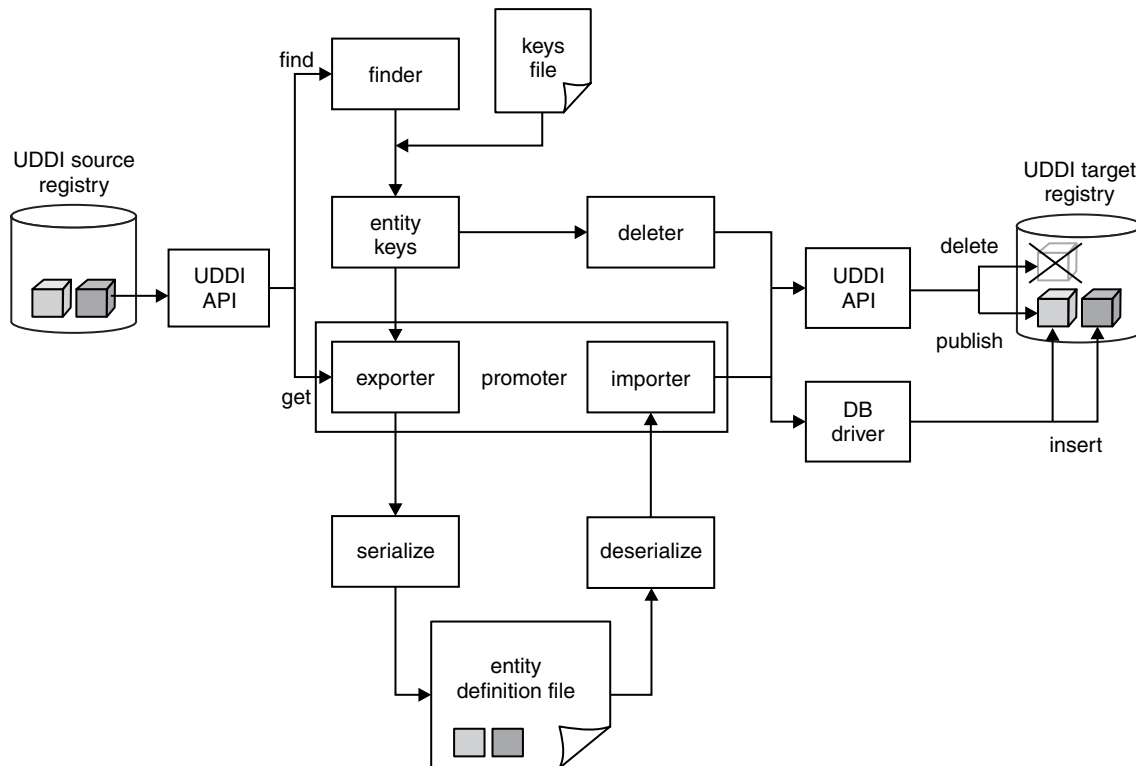 find
finder
keys
file
UDDI source
registry
UDDI
API
entity
keys
deleter
UDDI target
registry
delete
UDDI
API
publish
get
exporter
promoter
importer
DB
driver
insert
serialize
deserialize
entity
definition file